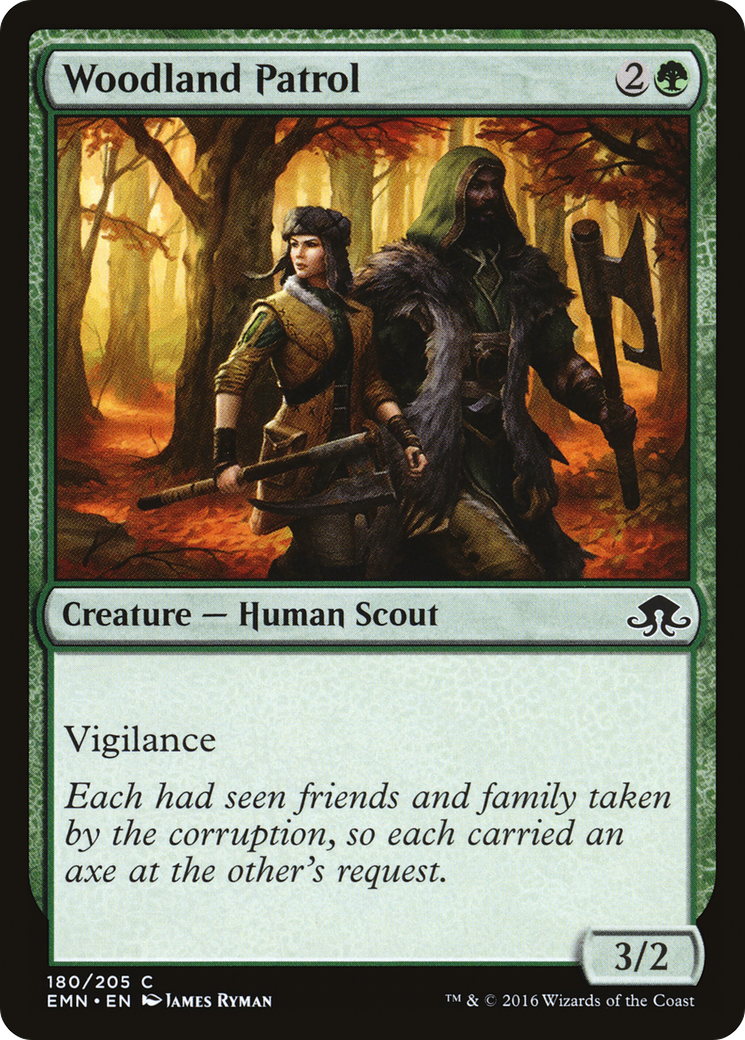 Woodland Patrol 2
Creature — Human Scout
Vigilance
Each had seen friends and family taken
by the corruption, so each carried an
axe at the other's request.
3/2
180/205 C
EMN • EN James Ryman ™ & © 2016 Wizards of the Coast